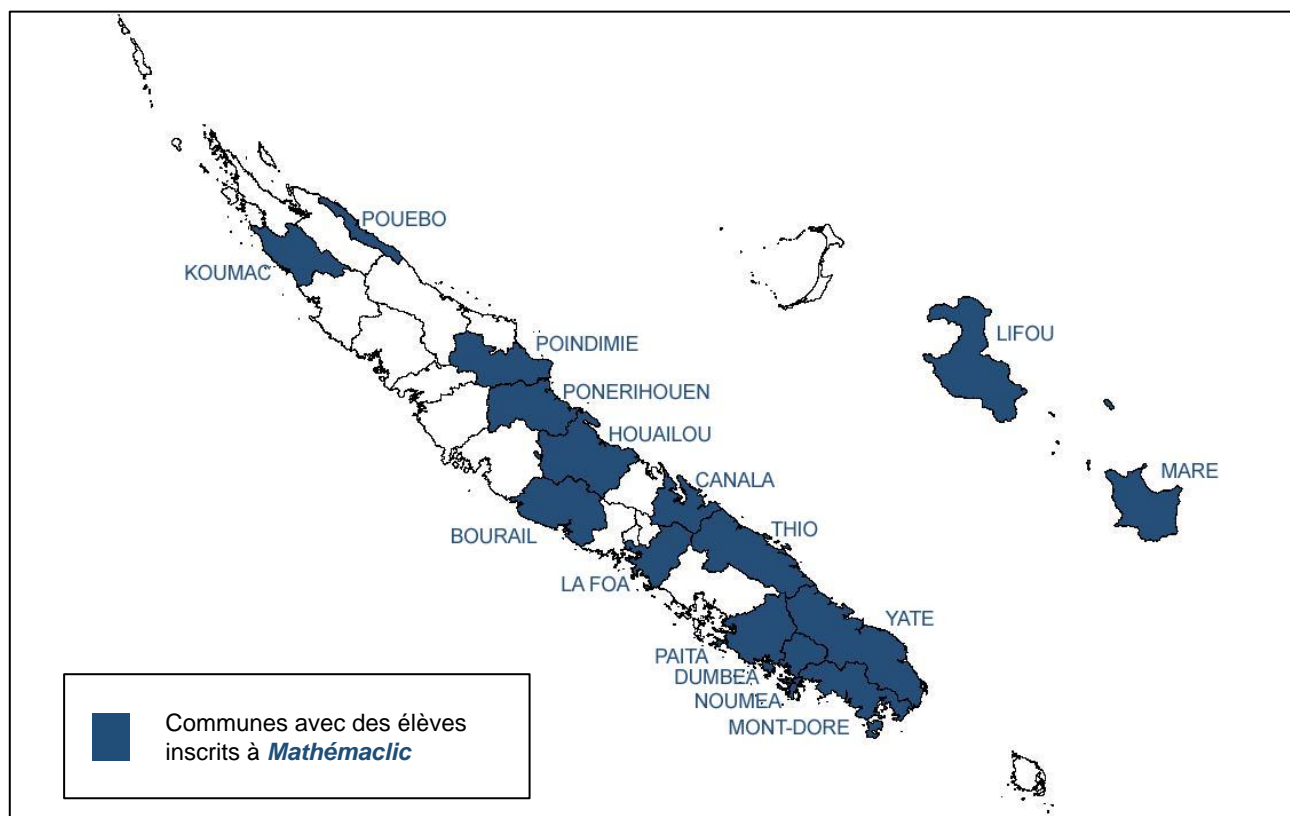 POUEBO
KOUMAC
LIFOU
POINDIMIE
PONERIHOUEN
HOUAILOU
MARE
CANALA
BOURAIL
THIO
LA FOA
YATE
PAITA
DUMBEA
NOUMEA
MONT-DORE
Communes avec des élèves
inscrits à Mathémaclic